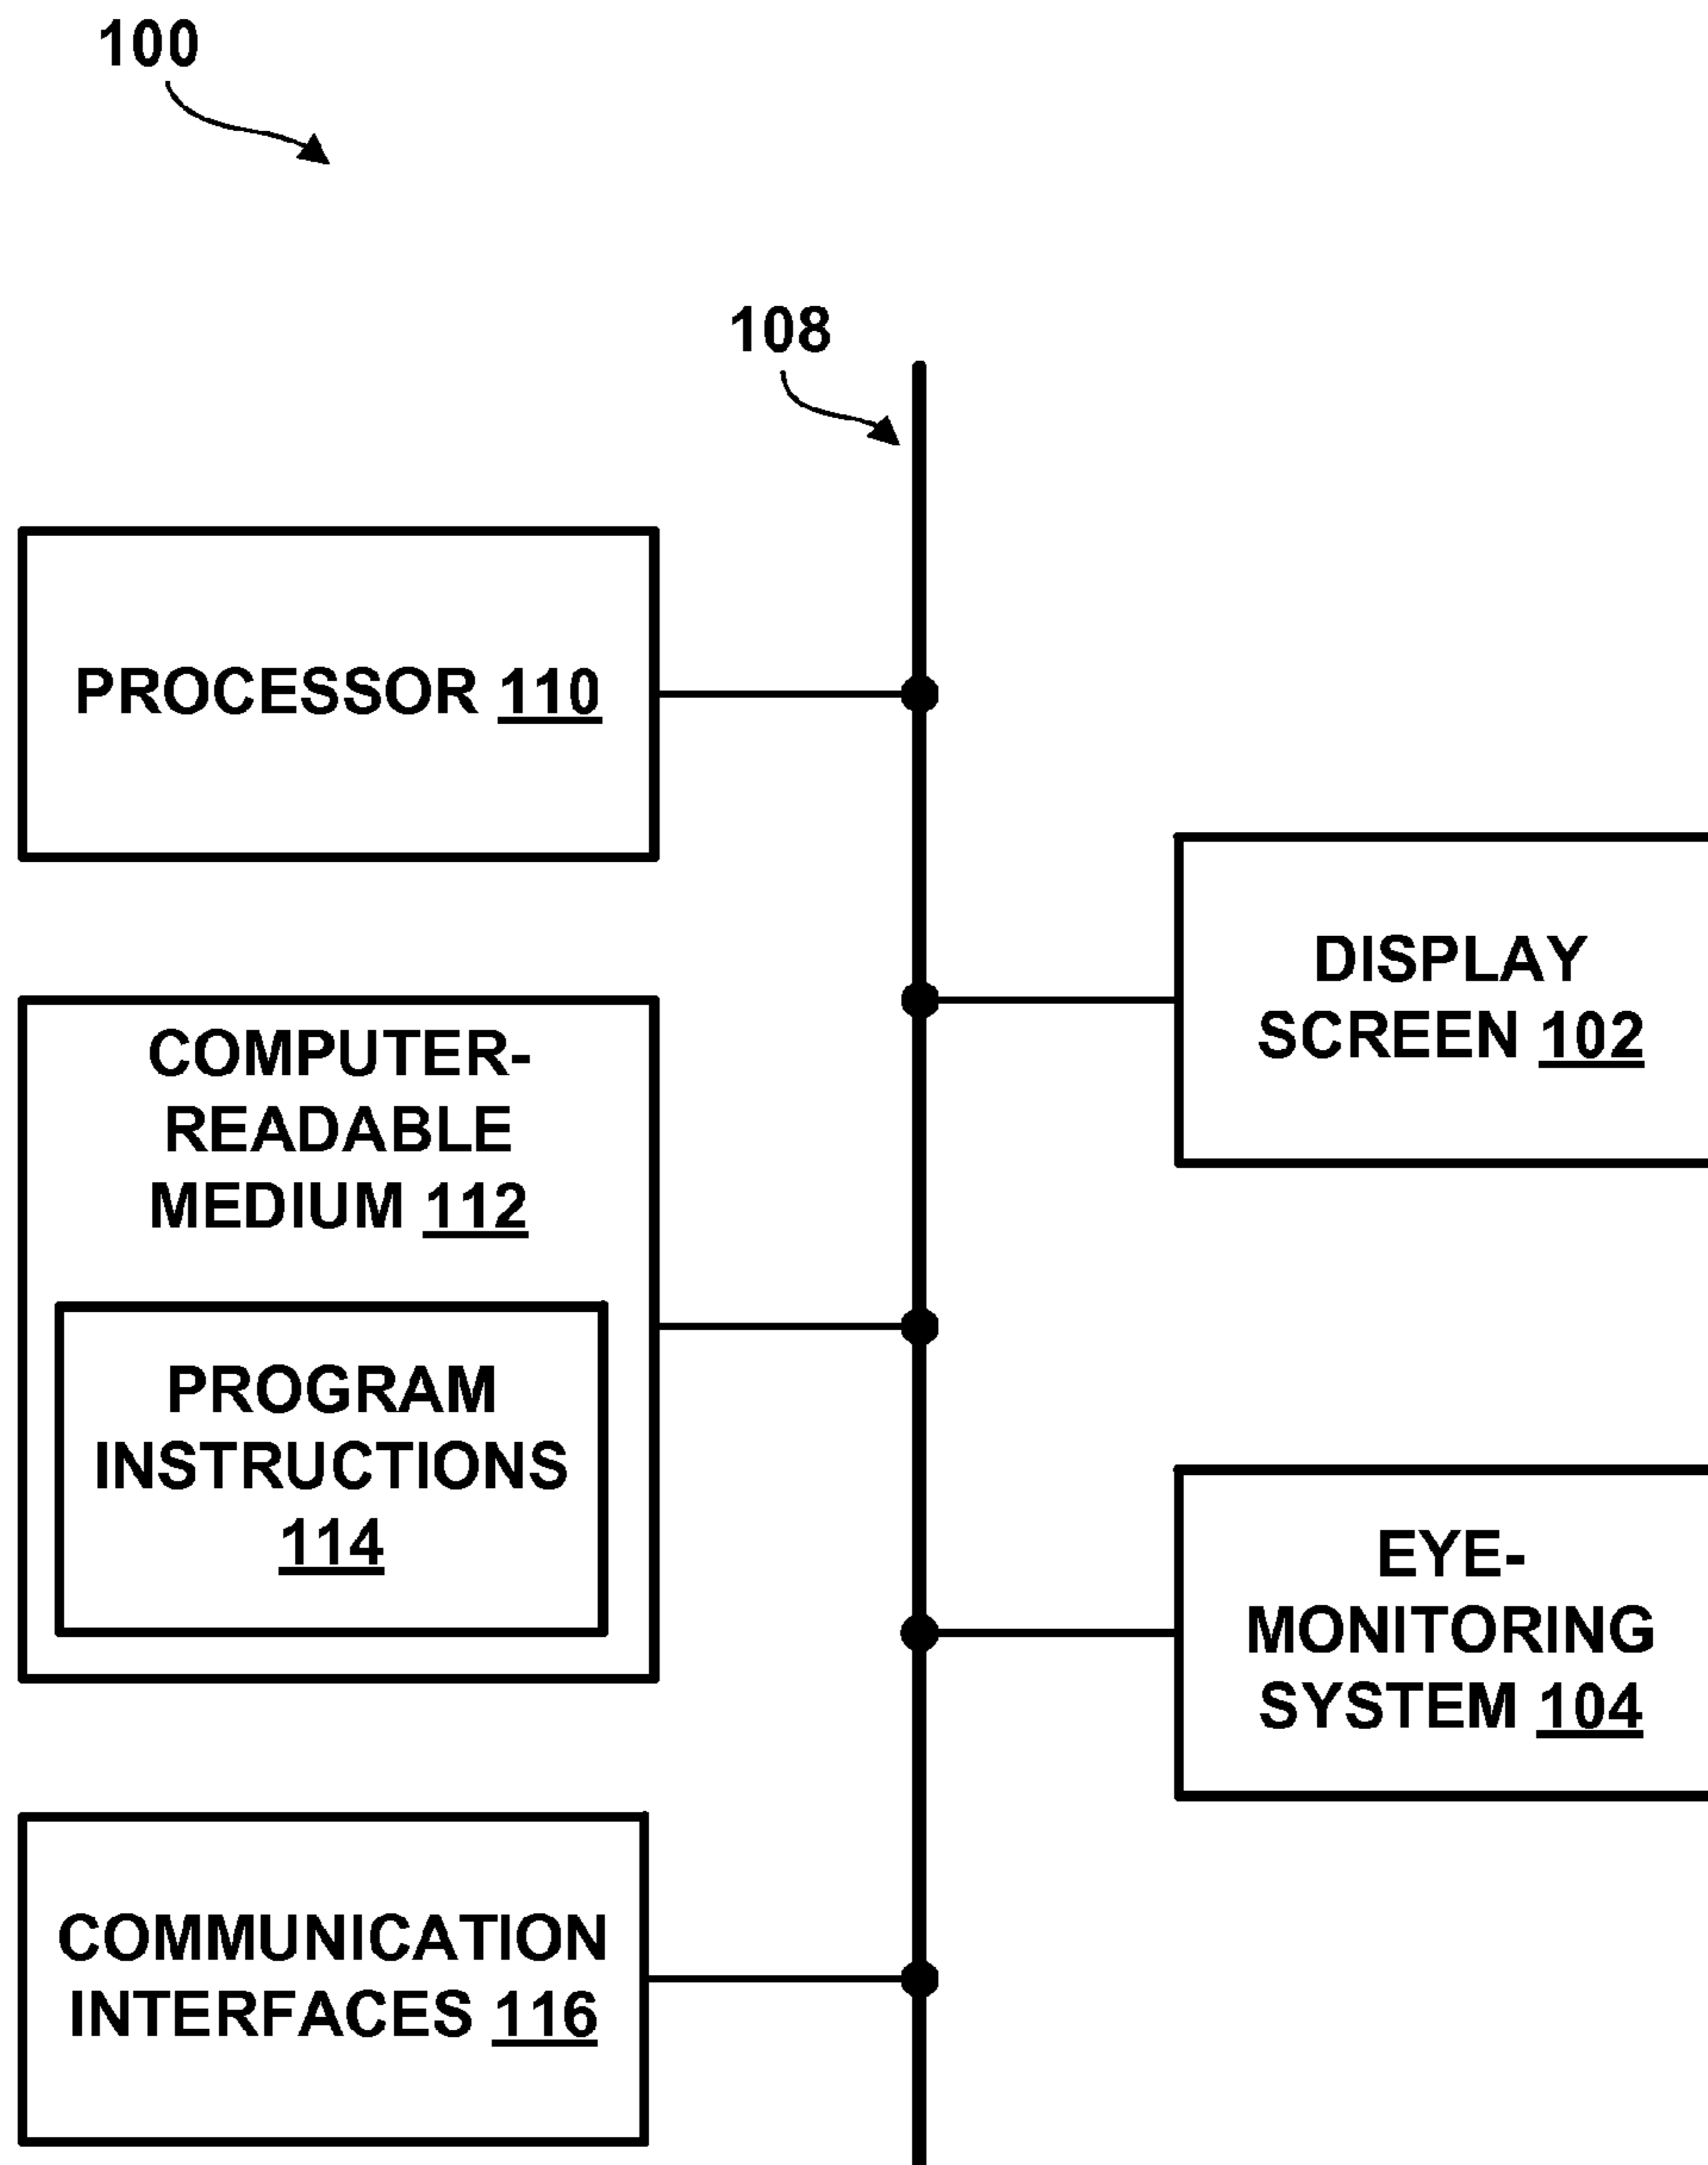 100
108
PROCESSOR 110
DISPLAY
SCREEN 102
COMPUTER-
READABLE
MEDIUM 112
PROGRAM
INSTRUCTIONS
114
EYE-
MONITORING
SYSTEM 104
COMMUNICATION
INTERFACES 116